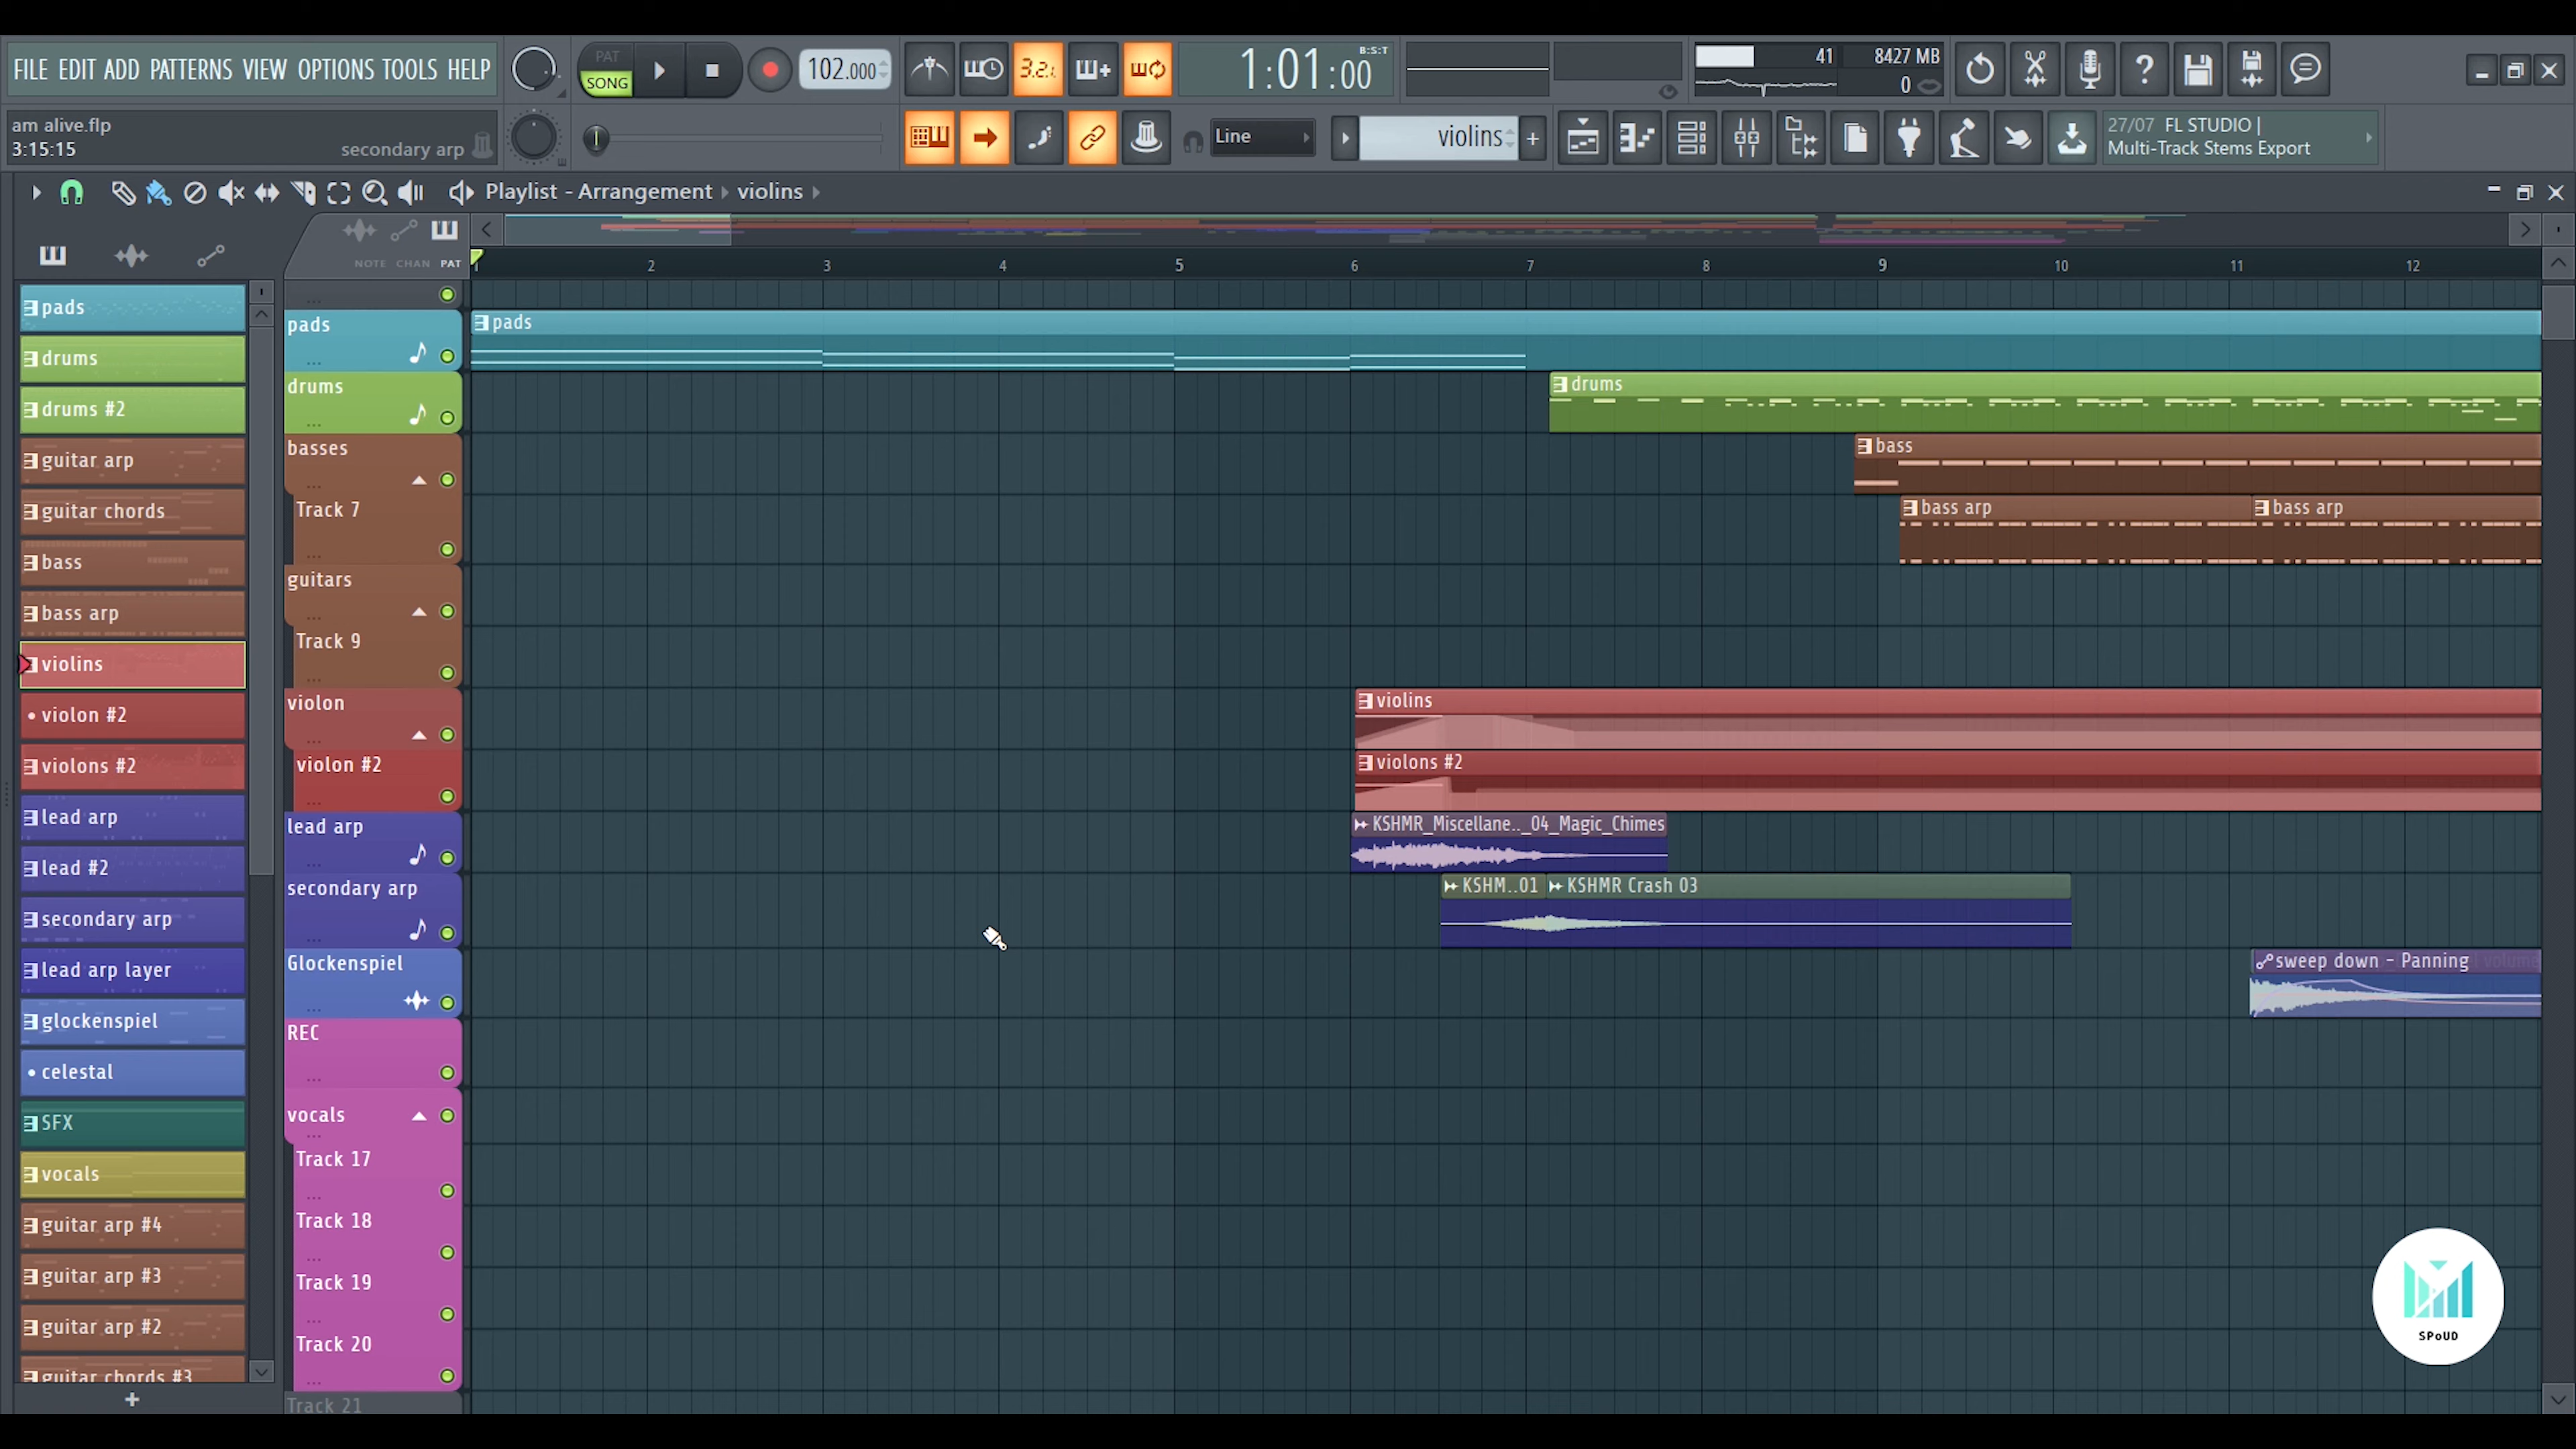 FILE EDIT ADD PATTERNS VIEW OPTIONS TOOLS HELP
PAT
SONG
102.000
3.2.
1:01:00
B:S:T
41
8427 MB
0
am alive.flp
3:15:15
secondary arp
Line
violins
27/07 FL STUDIO |
Multi-Track Stems Export
Playlist - Arrangement violins
NOTE CHAN PAT
1 2 3 4 5 6 7 8 9 10 11 12
pads
drums
drums #2
guitar arp
guitar chords
bass
bass arp
violins
violon #2
violons #2
lead arp
lead #2
secondary arp
lead arp layer
glockenspiel
celestal
SFX
vocals
guitar arp #4
guitar arp #3
guitar arp #2
guitar chords #3
pads
drums
basses
Track 7
guitars
Track 9
violon
violon #2
lead arp
secondary arp
Glockenspiel
REC
vocals
Track 17
Track 18
Track 19
Track 20
Track 21
pads
drums
bass
bass arp
bass arp
violins
violons #2
KSHMR_Miscellane.._04_Magic_Chimes
KSHM..01
KSHMR Crash 03
sweep down - Panning
SPoUD